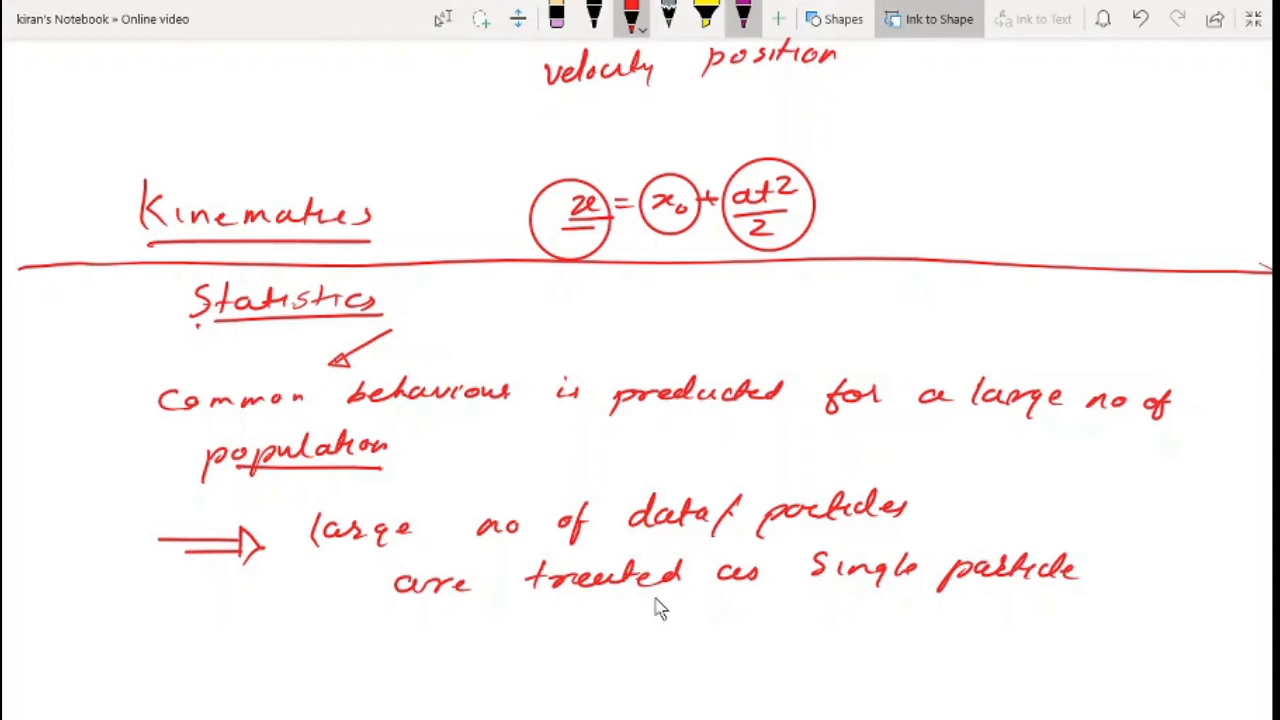 kiran's Notebook » Online video
Shapes Ink to Shape Ink to Text
velocity position
Kinematics x = x₀ + at2/2
Statistics
Common behaviour is preducted for a large no of
population
large no of data/ particles
are treated as single particle